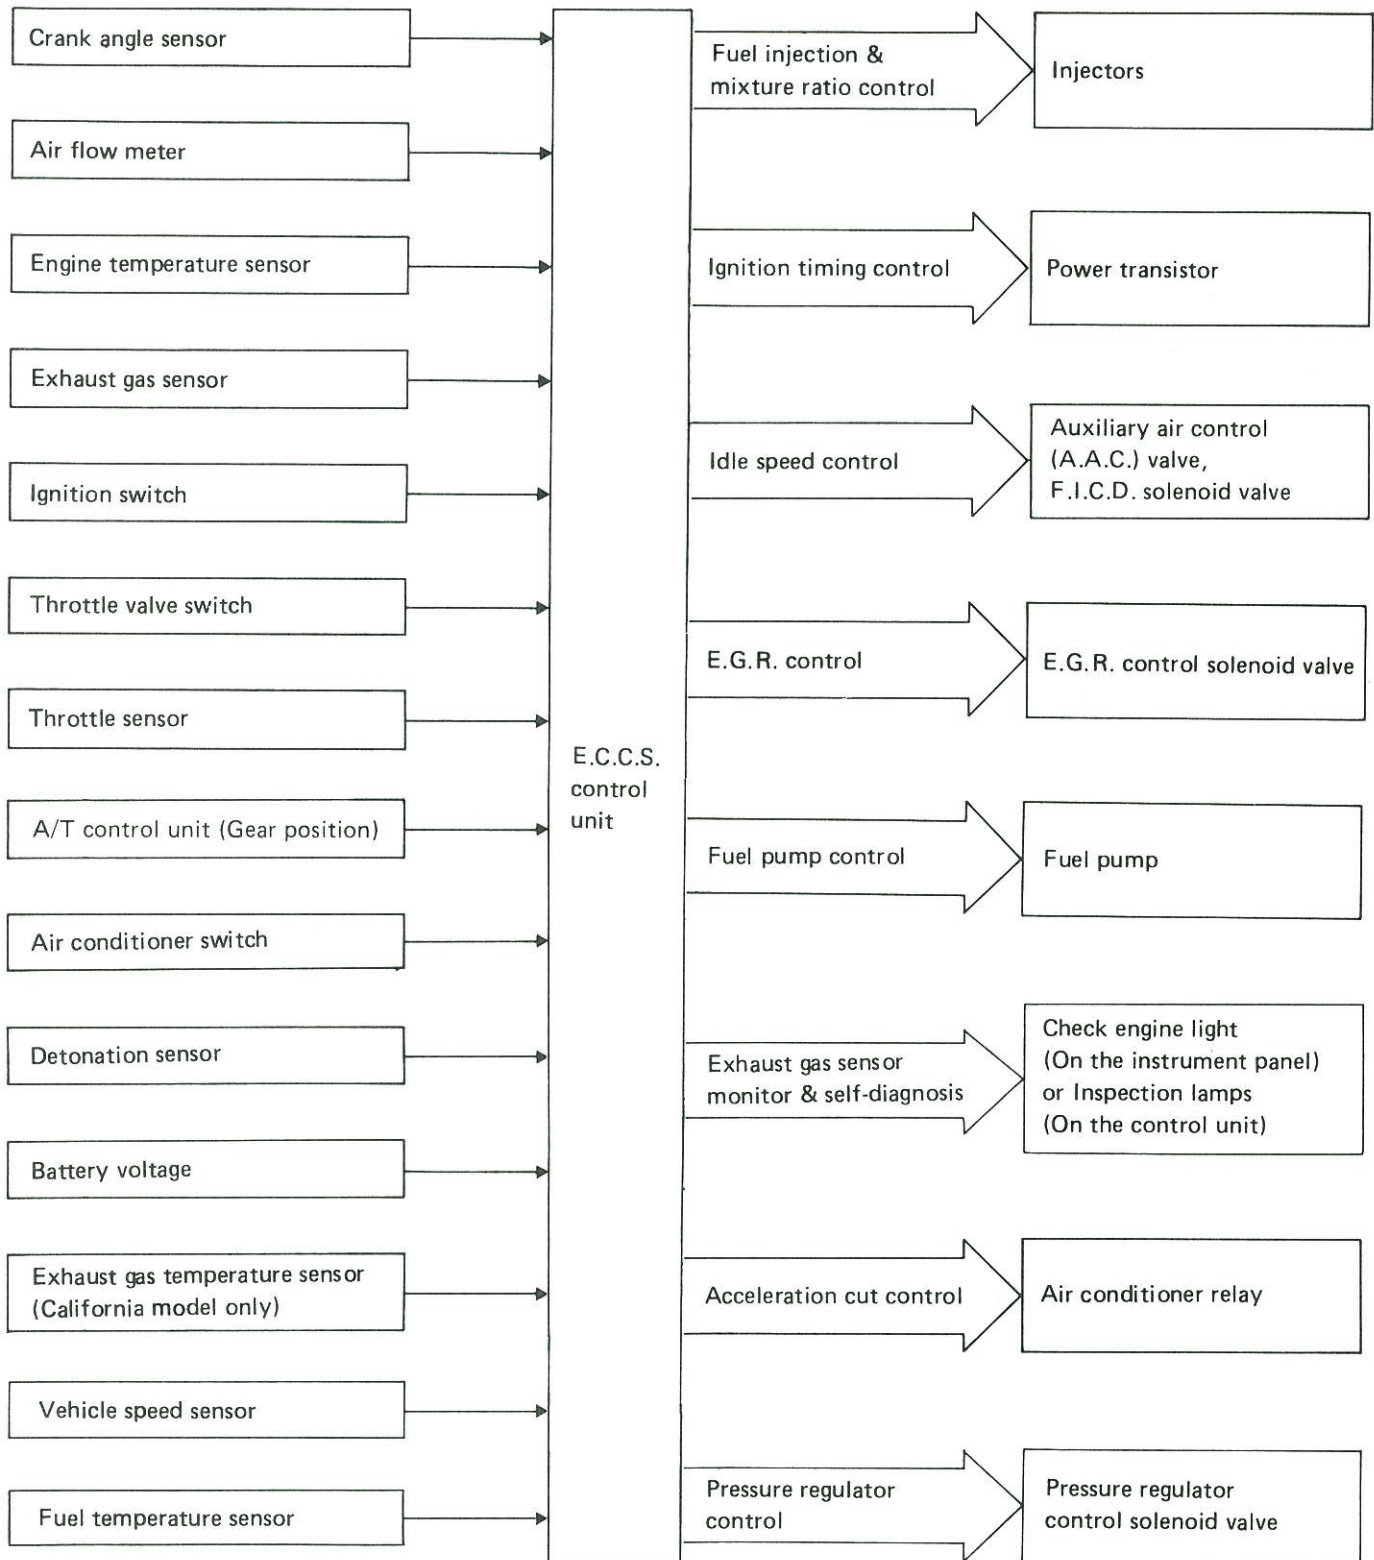 Crank angle sensor
Air flow meter
Engine temperature sensor
Exhaust gas sensor
Ignition switch
Throttle valve switch
Throttle sensor
A/T control unit (Gear position)
Air conditioner switch
Detonation sensor
Battery voltage
Exhaust gas temperature sensor
(California model only)
Vehicle speed sensor
Fuel temperature sensor
E.C.C.S.
control
unit
Fuel injection &
mixture ratio control
Injectors
Ignition timing control
Power transistor
Idle speed control
Auxiliary air control
(A.A.C.) valve,
F.I.C.D. solenoid valve
E.G.R. control
E.G.R. control solenoid valve
Fuel pump control
Fuel pump
Exhaust gas sensor
monitor & self-diagnosis
Check engine light
(On the instrument panel)
or Inspection lamps
(On the control unit)
Acceleration cut control
Air conditioner relay
Pressure regulator
control
Pressure regulator
control solenoid valve